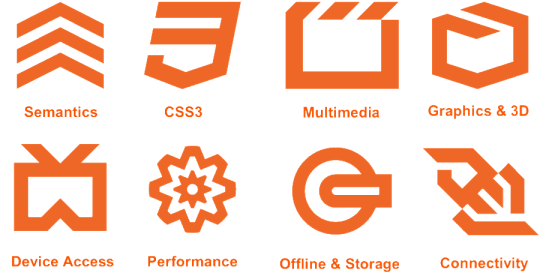 Semantics
CSS3
Multimedia
Graphics & 3D
Device Access
Performance
Offline & Storage
Connectivity